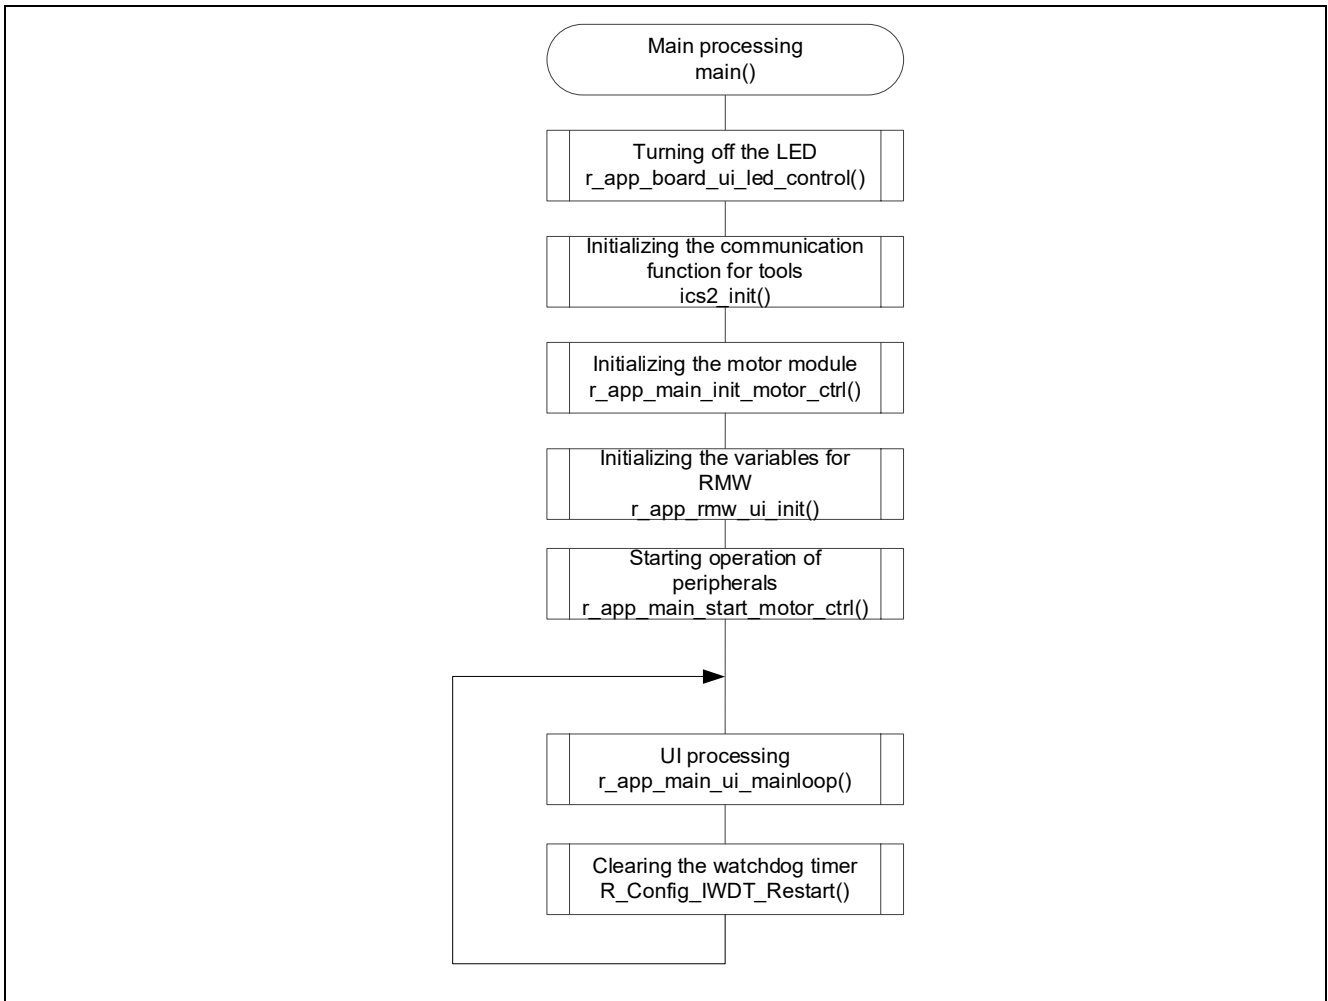 Main processing
main()
Turning off the LED
r_app_board_ui_led_control()
Initializing the communication
function for tools
ics2_init()
Initializing the motor module
r_app_main_init_motor_ctrl()
Initializing the variables for
RMW
r_app_rmw_ui_init()
Starting operation of
peripherals
r_app_main_start_motor_ctrl()
UI processing
r_app_main_ui_mainloop()
Clearing the watchdog timer
R_Config_IWDT_Restart()